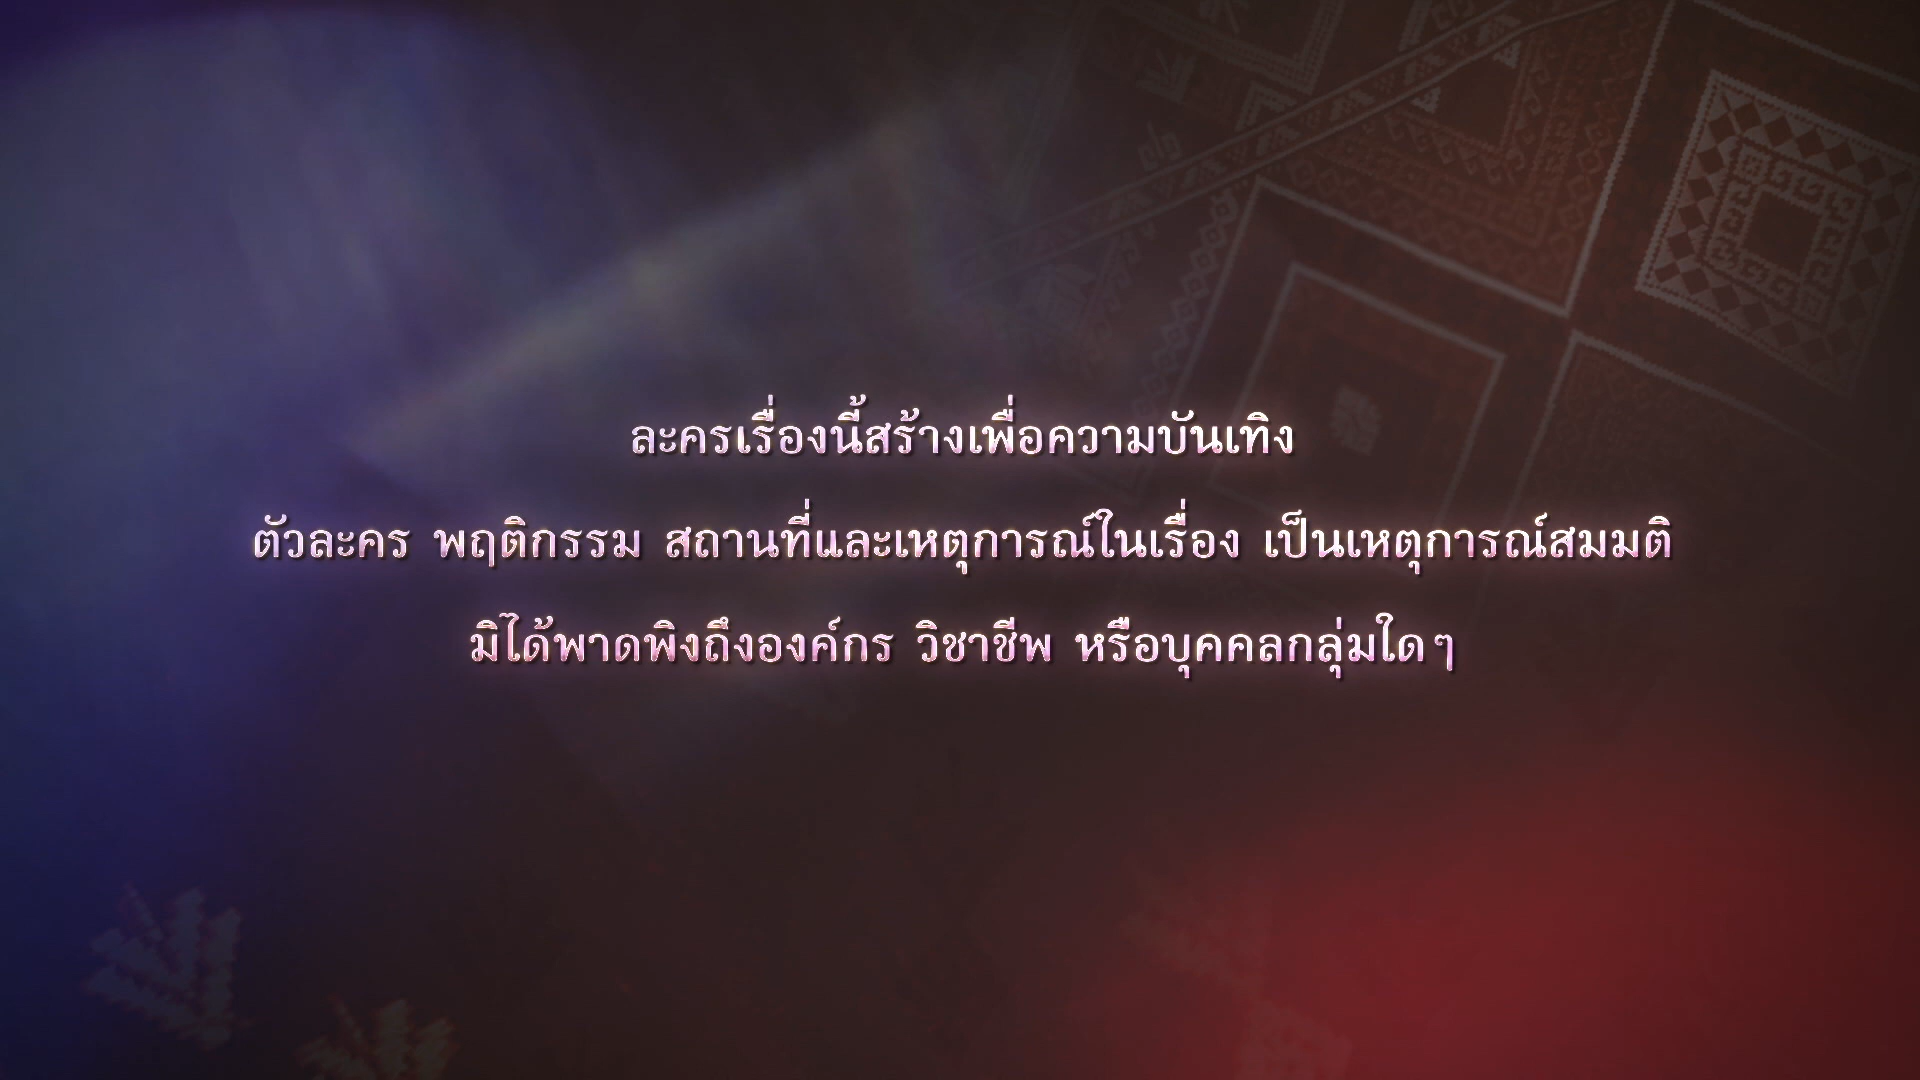 ละครเรื่องนี้สร้างเพื่อความบันเทิง
ตัวละคร พฤติกรรม สถานที่และเหตุการณ์ในเรื่อง เป็นเหตุการณ์สมมติ
มิได้พาดพิงถึงองค์กร วิชาชีพ หรือบุคคลกลุ่มใดๆ